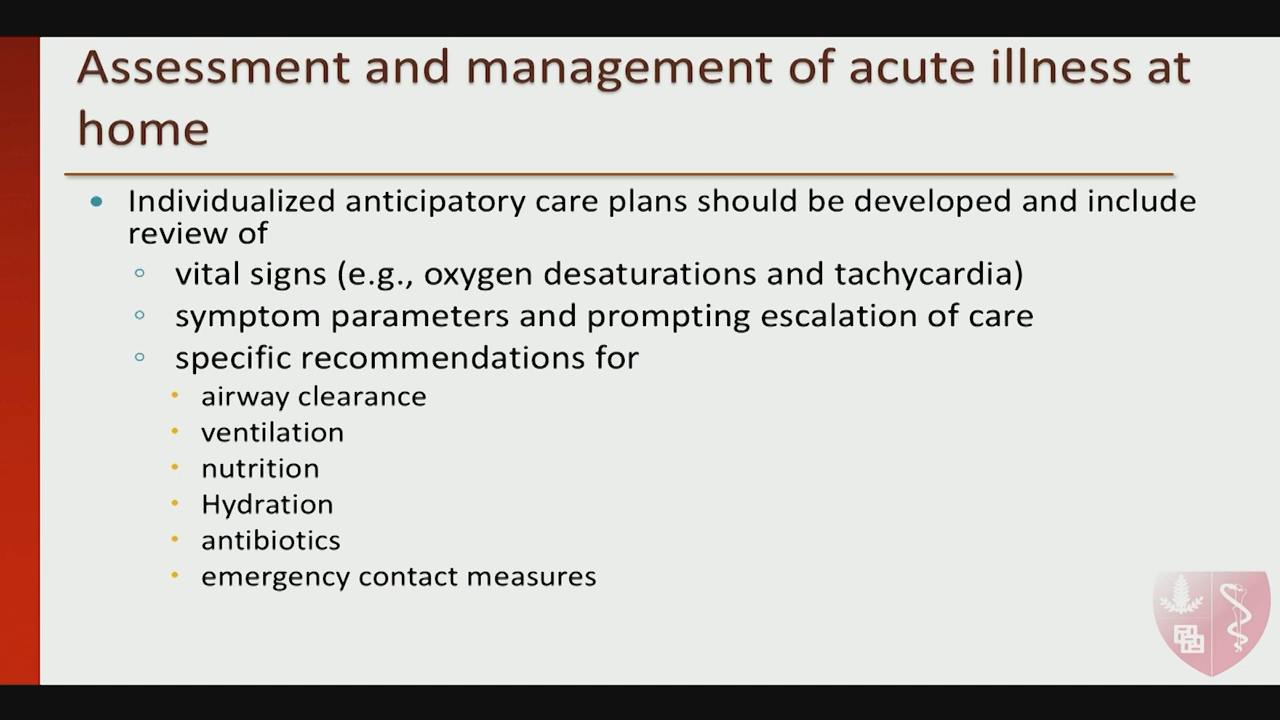 Assessment and management of acute illness at
home
• Individualized anticipatory care plans should be developed and include
review of
◦ vital signs (e.g., oxygen desaturations and tachycardia)
◦ symptom parameters and prompting escalation of care
◦ specific recommendations for
• airway clearance
• ventilation
• nutrition
• Hydration
• antibiotics
• emergency contact measures